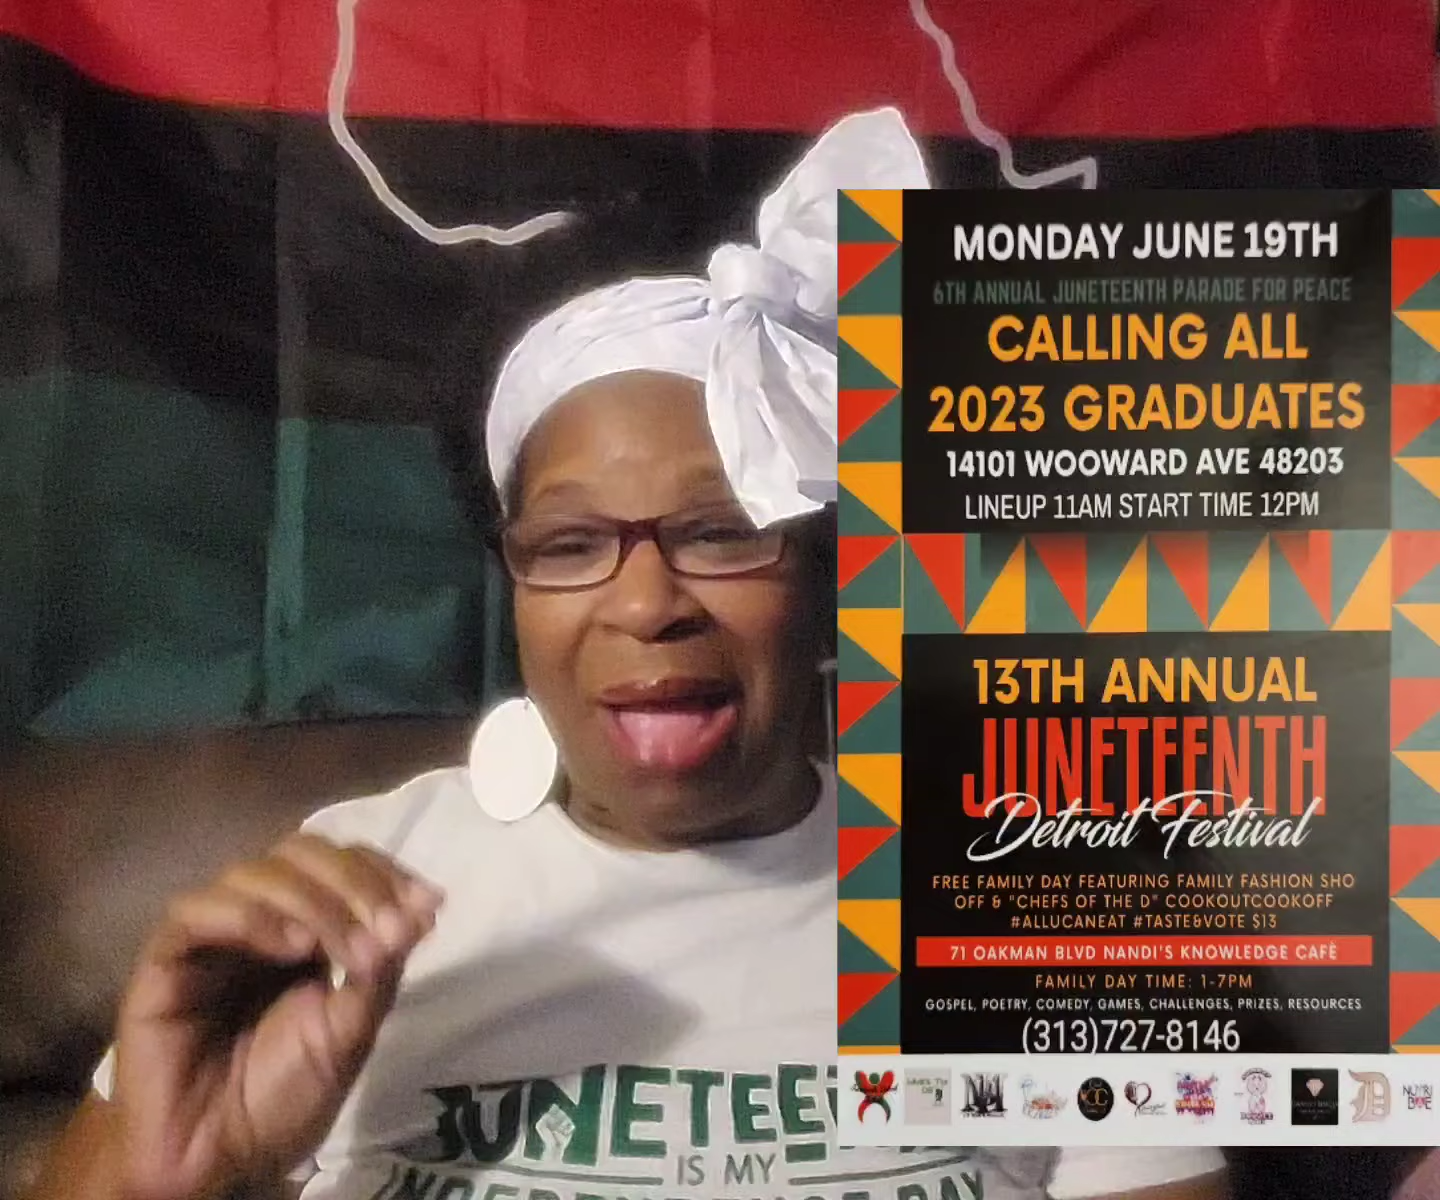 MONDAY JUNE 19TH
6TH ANNUAL JUNETEENTH PARADE FOR PEACE
CALLING ALL
2023 GRADUATES
14101 WOOWARD AVE 48203
LINEUP 11AM START TIME 12PM
13TH ANNUAL
JUNETEENTH
Detroit Festival
FREE FAMILY DAY FEATURING FAMILY FASHION SHO
OFF & "CHEFS OF THE D" COOKOUTCOOKOFF
#ALLUCANEAT #TASTE&VOTE $13
71 OAKMAN BLVD NANDI'S KNOWLEDGE CAFÈ
FAMILY DAY TIME: 1-7PM
GOSPEL, POETRY, COMEDY, GAMES, CHALLENGES, PRIZES, RESOURCES
(313)727-8146
D
JUNETEE
IS MY
DAY